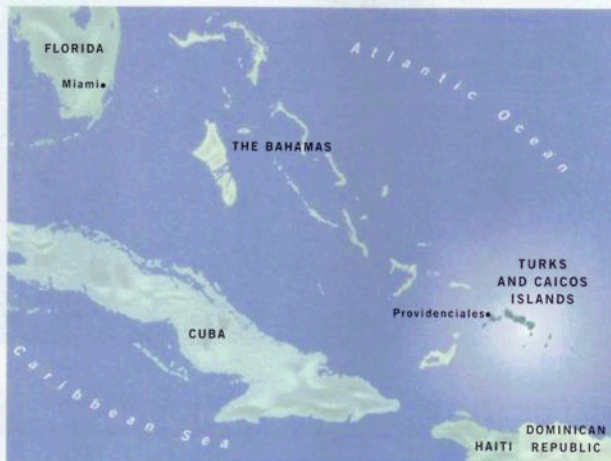 FLORIDA
Miami
Atlantic Ocean
THE BAHAMAS
TURKS
AND CAICOS
ISLANDS
Providenciales
CUBA
Caribbean Sea
HAITI
DOMINICAN
REPUBLIC